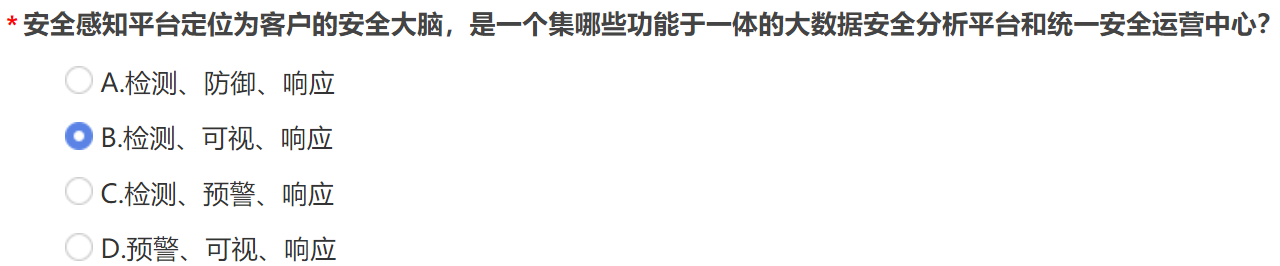 * 安全感知平台定位为客户的安全大脑，是一个集哪些功能于一体的大数据安全分析平台和统一安全运营中心？
A.检测、防御、响应
B.检测、可视、响应
C.检测、预警、响应
D.预警、可视、响应